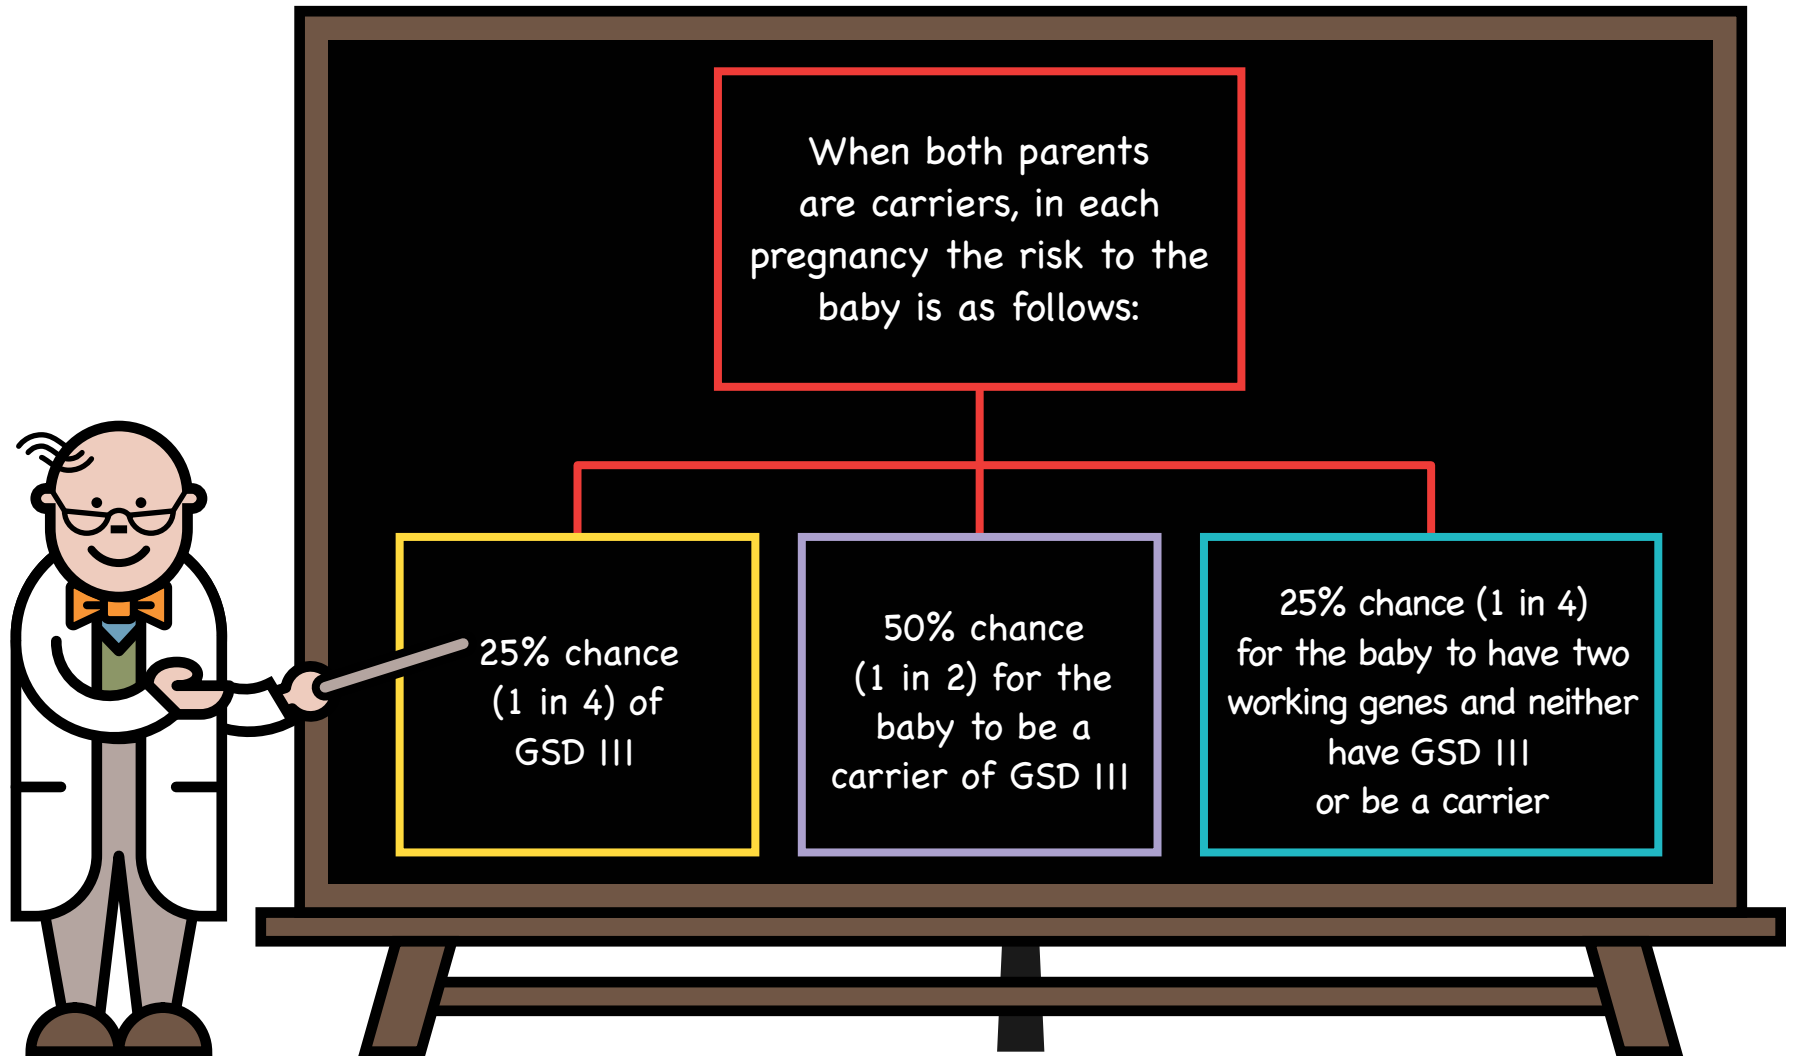 When both parents
are carriers, in each
pregnancy the risk to the
baby is as follows:
25% chance
(1 in 4) of
GSD III
50% chance
(1 in 2) for the
baby to be a
carrier of GSD III
25% chance (1 in 4)
for the baby to have two
working genes and neither
have GSD III
or be a carrier